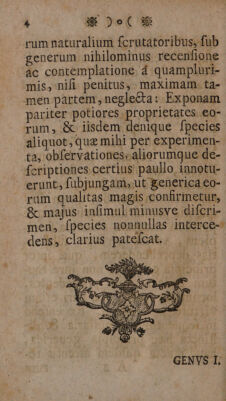 4 ❀ )o( ❀
rum naturalium ſcrutatoribus, ſub
generum nihilominus recenſione
ac contemplatione á quamplurì-
mis, niſi penitus, maximam ta-
men partem, neglecta: Exponam
pariter potiores proprietates eo-
rum, & iisdem denique ſpecies
aliquot, quæ mihi per experimen-
ta, obſervationes, aliorumque de-
ſcriptiones certius paullo innotu-
erunt, ſubjungam, ut generica eo-
rum qualitas magis confirmetur,
& majus inſimul minusve diſcri-
men, ſpecies nonnullas interce-
dens, clarius pateſcat.
GENVS I.